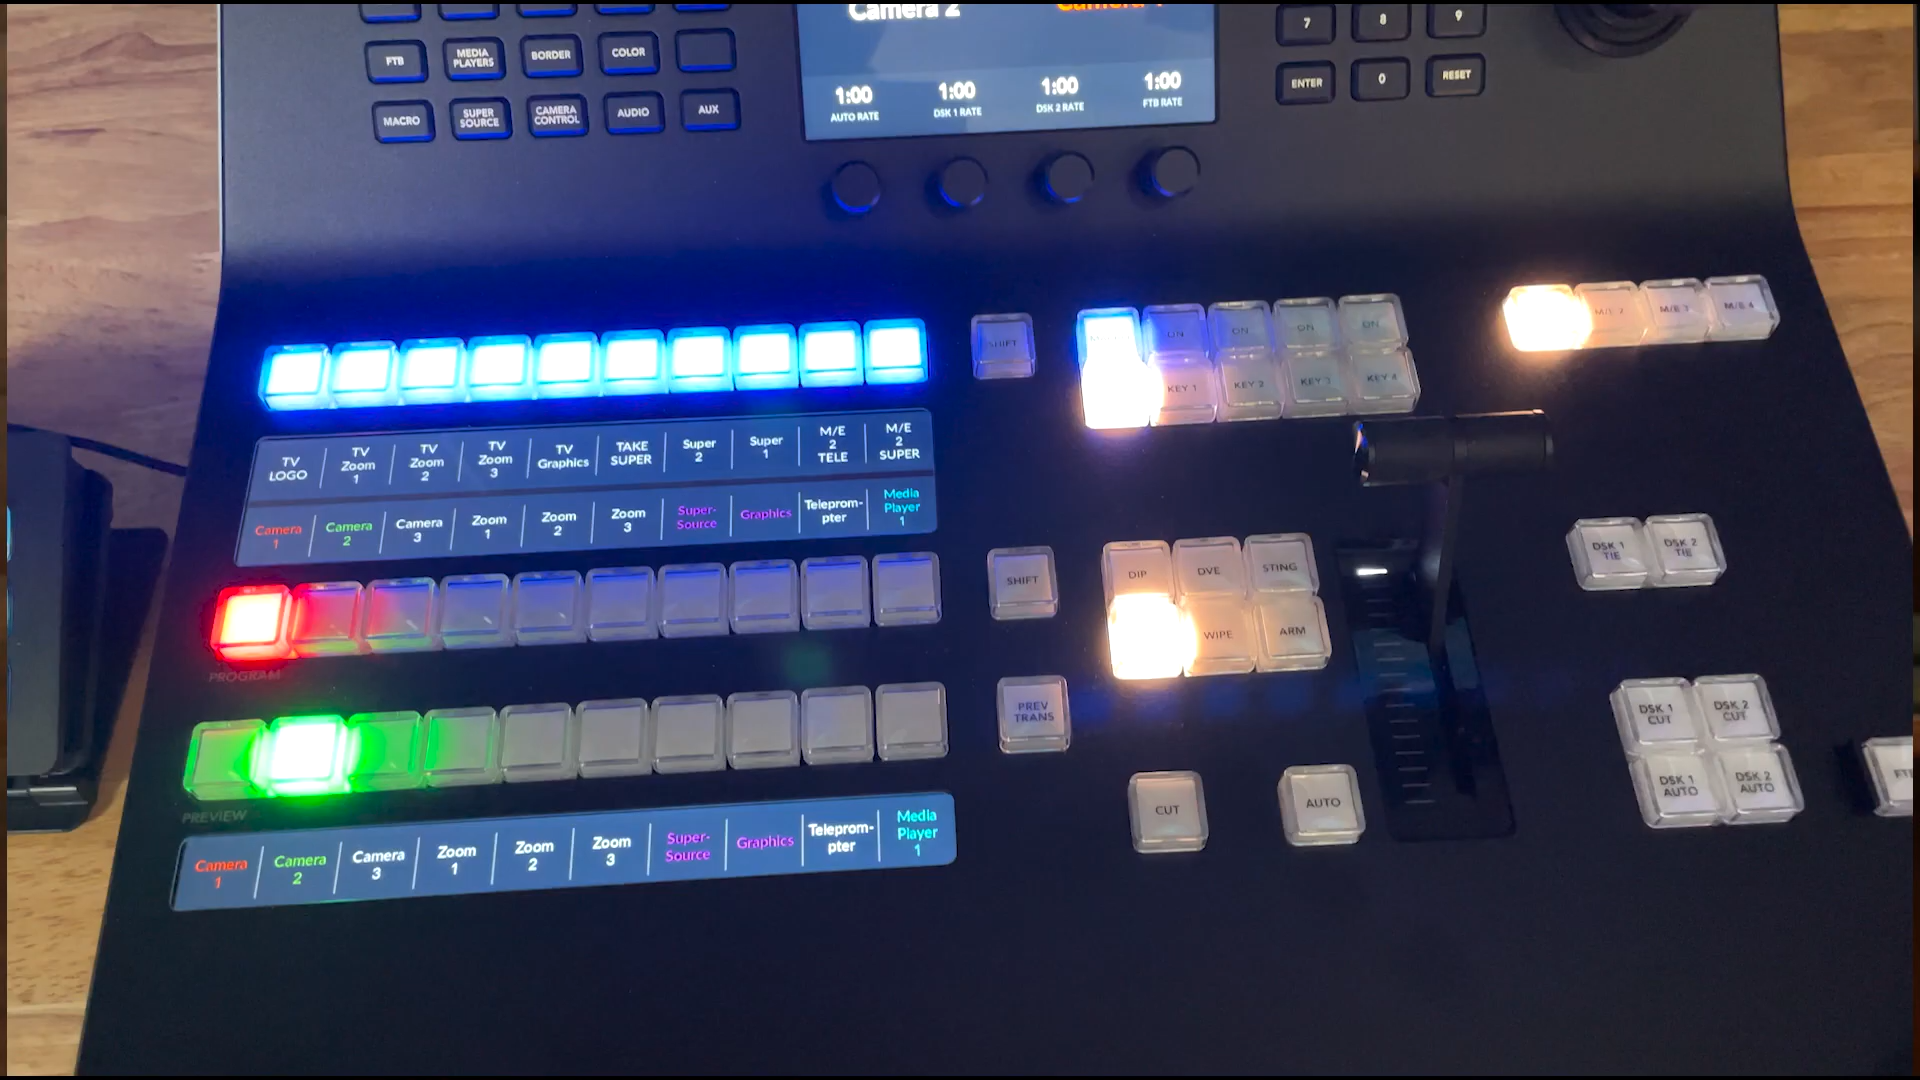 Camera 2
FTB
MEDIA
PLAYERS
BORDER
COLOR
MACRO
SUPER
SOURCE
CAMERA
CONTROL
AUDIO
AUX
1:00
AUTO RATE
1:00
DSK 1 RATE
1:00
DSK 2 RATE
1:00
FTB RATE
7
8
9
ENTER
0
RESET
SHIFT
ON
ON
ON
ON
KEY 1
KEY 2
KEY 3
KEY 4
M/E 2
M/E 3
M/E 4
TV
LOGO
TV
Zoom
1
TV
Zoom
2
TV
Zoom
3
TV
Graphics
TAKE
SUPER
Super
2
Super
1
M/E
2
TELE
M/E
2
SUPER
Camera
1
Camera
2
Camera
3
Zoom
1
Zoom
2
Zoom
3
Super-
Source
Graphics
Teleprom-
pter
Media
Player
1
SHIFT
DIP
DVE
STING
WIPE
ARM
DSK 1
TIE
DSK 2
TIE
PROGRAM
PREV
TRANS
DSK 1
CUT
DSK 2
CUT
DSK 1
AUTO
DSK 2
AUTO
CUT
AUTO
PREVIEW
Camera
1
Camera
2
Camera
3
Zoom
1
Zoom
2
Zoom
3
Super-
Source
Graphics
Teleprom-
pter
Media
Player
1